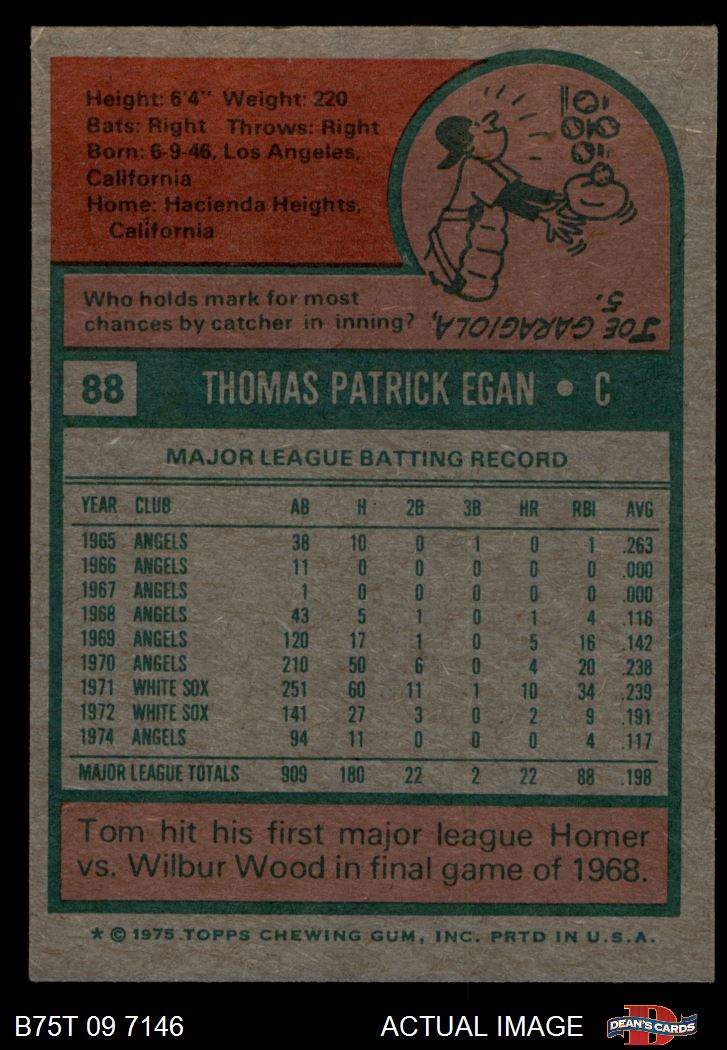 Height: 6'4" Weight: 220
Bats: Right Throws: Right
Born: 6-9-46, Los Angeles,
California
Home: Hacienda Heights,
California
Who holds mark for most
chances by catcher in inning?
JOE GARAGIOLA,
5.
88 THOMAS PATRICK EGAN • C
MAJOR LEAGUE BATTING RECORD
YEAR CLUB AB H 2B 3B HR RBI AVG
1965 ANGELS 38 10 0 1 0 1 .263
1966 ANGELS 11 0 0 0 0 0 .000
1967 ANGELS 1 0 0 0 0 0 .000
1968 ANGELS 43 5 1 0 1 4 .116
1969 ANGELS 120 17 1 0 5 16 .142
1970 ANGELS 210 50 6 0 4 20 .238
1971 WHITE SOX 251 60 11 1 10 34 .239
1972 WHITE SOX 141 27 3 0 2 9 .191
1974 ANGELS 94 11 0 0 0 4 .117
MAJOR LEAGUE TOTALS 909 180 22 2 22 88 .198
Tom hit his first major league Homer
vs. Wilbur Wood in final game of 1968.
* © 1975 TOPPS CHEWING GUM, INC. PRTD IN U.S.A.
B75T 09 7146 ACTUAL IMAGE DEAN'S CARDS